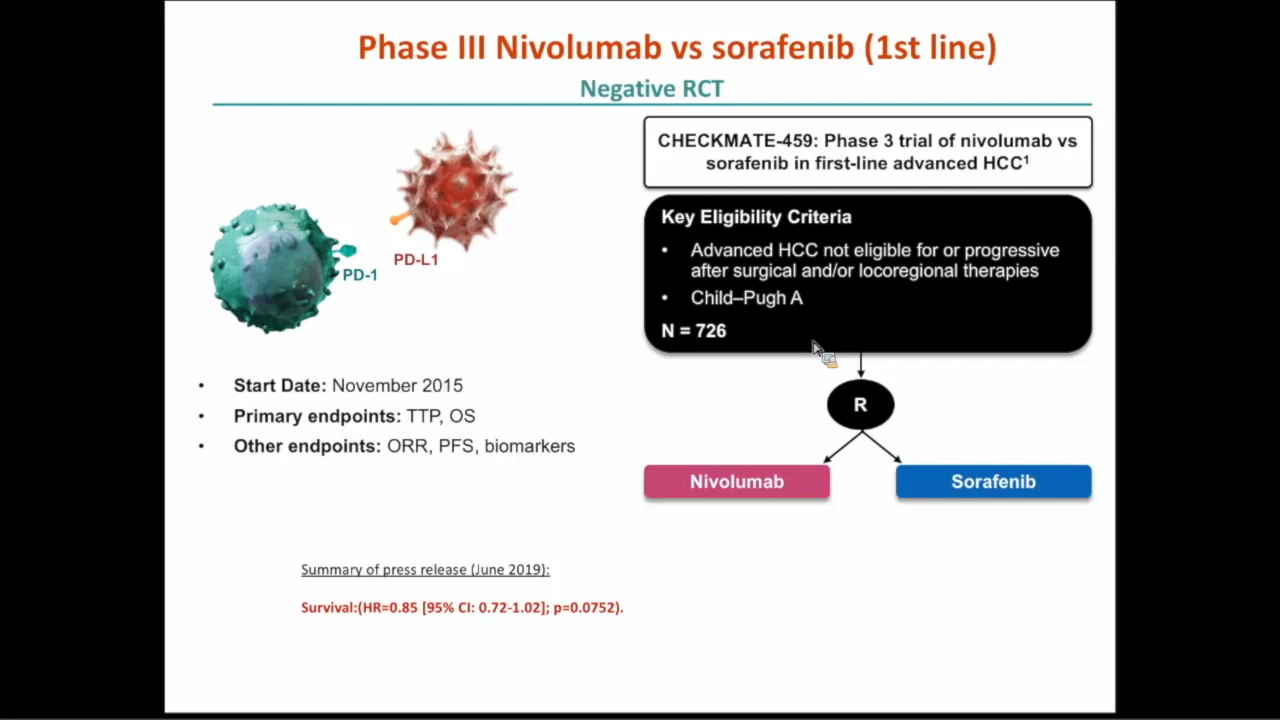 Phase III Nivolumab vs sorafenib (1st line)
Negative RCT
PD-1
PD-L1
• Start Date: November 2015
• Primary endpoints: TTP, OS
• Other endpoints: ORR, PFS, biomarkers
CHECKMATE-459: Phase 3 trial of nivolumab vs
sorafenib in first-line advanced HCC¹
Key Eligibility Criteria
• Advanced HCC not eligible for or progressive
after surgical and/or locoregional therapies
• Child–Pugh A
N = 726
R
Nivolumab
Sorafenib
Summary of press release (June 2019):
Survival:(HR=0.85 [95% CI: 0.72-1.02]; p=0.0752).